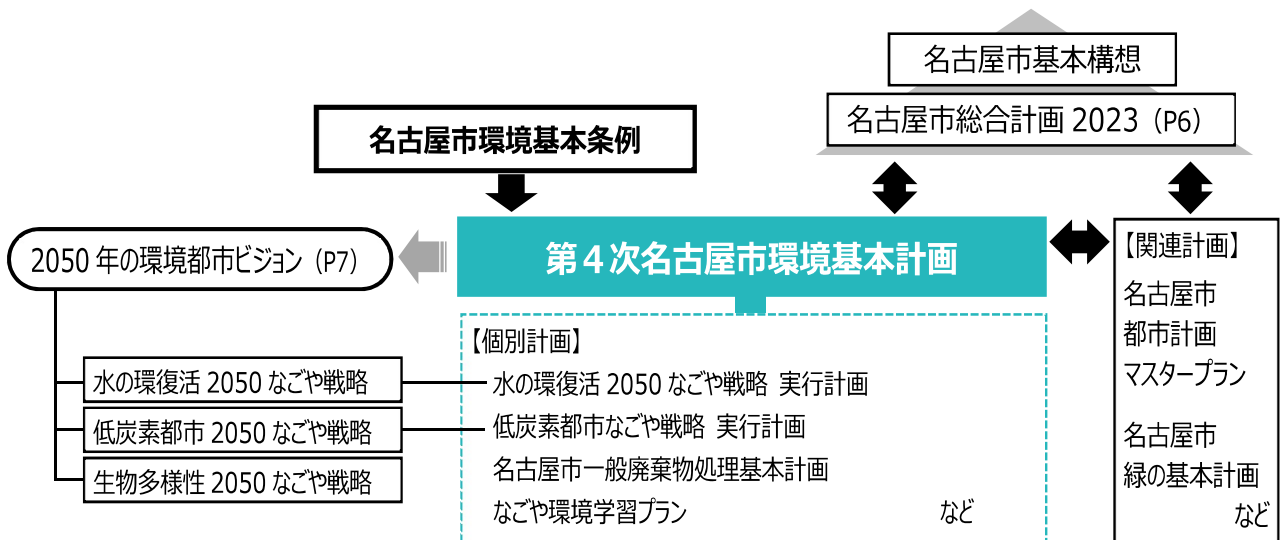 名古屋市基本構想
名古屋市総合計画 2023（P6）
名古屋市環境基本条例
第４次名古屋市環境基本計画
2050 年の環境都市ビジョン（P7）
水の環復活 2050 なごや戦略
低炭素都市 2050 なごや戦略
生物多様性 2050 なごや戦略
【個別計画】
水の環復活 2050 なごや戦略 実行計画
低炭素都市なごや戦略 実行計画
名古屋市一般廃棄物処理基本計画
なごや環境学習プラン など
【関連計画】
名古屋市
都市計画
マスタープラン
名古屋市
緑の基本計画
など